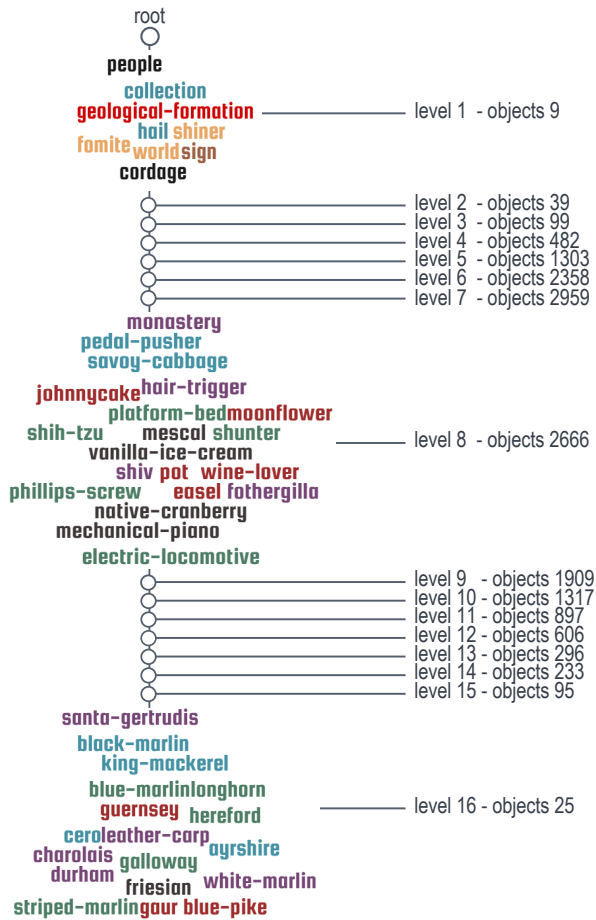 root
people
collection
geological-formation level 1 - objects 9
hail shiner
fomite world sign
cordage
level 2 - objects 39
level 3 - objects 99
level 4 - objects 482
level 5 - objects 1303
level 6 - objects 2358
level 7 - objects 2959
monastery
pedal-pusher
savoy-cabbage
johnnycake hair-trigger
platform-bed moonflower
shih-tzu mescal shunter level 8 - objects 2666
vanilla-ice-cream
shiv pot wine-lover
phillips-screw easel fothergilla
native-cranberry
mechanical-piano
electric-locomotive
level 9 - objects 1909
level 10 - objects 1317
level 11 - objects 897
level 12 - objects 606
level 13 - objects 296
level 14 - objects 233
level 15 - objects 95
santa-gertrudis
black-marlin
king-mackerel
blue-marlin longhorn
guernsey hereford level 16 - objects 25
cero leather-carp
charolais galloway ayrshire
durham friesian white-marlin
striped-marlin gaur blue-pike